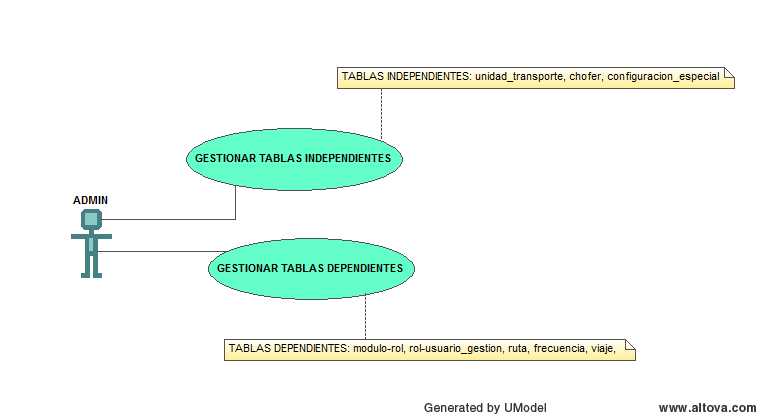 TABLAS INDEPENDIENTES: unidad_transporte, chofer, configuracion_especial
GESTIONAR TABLAS INDEPENDIENTES
ADMIN
GESTIONAR TABLAS DEPENDIENTES
TABLAS DEPENDIENTES: modulo-rol, rol-usuario_gestion, ruta, frecuencia, viaje,
Generated by UModel
www.altova.com